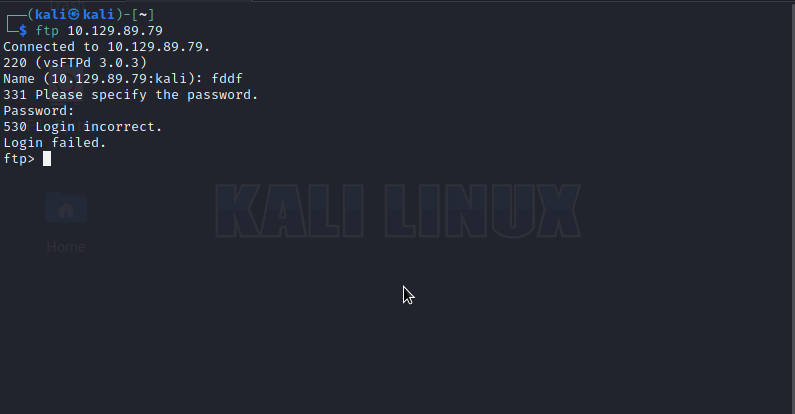 ┌──(kali㉿kali)-[~]
└─$ ftp 10.129.89.79
Connected to 10.129.89.79.
220 (vsFTPd 3.0.3)
Name (10.129.89.79:kali): fddf
331 Please specify the password.
Password:
530 Login incorrect.
Login failed.
ftp>
KALI LINUX
Home